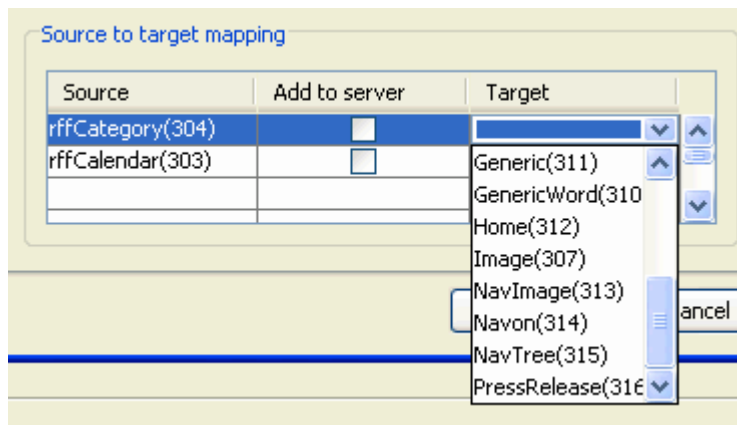 Source to target mapping
Source Add to server Target
rffCategory(304)
rffCalendar(303)
Generic(311)
GenericWord(310
Home(312)
Image(307)
NavImage(313)
Navon(314)
ancel
NavTree(315)
PressRelease(316